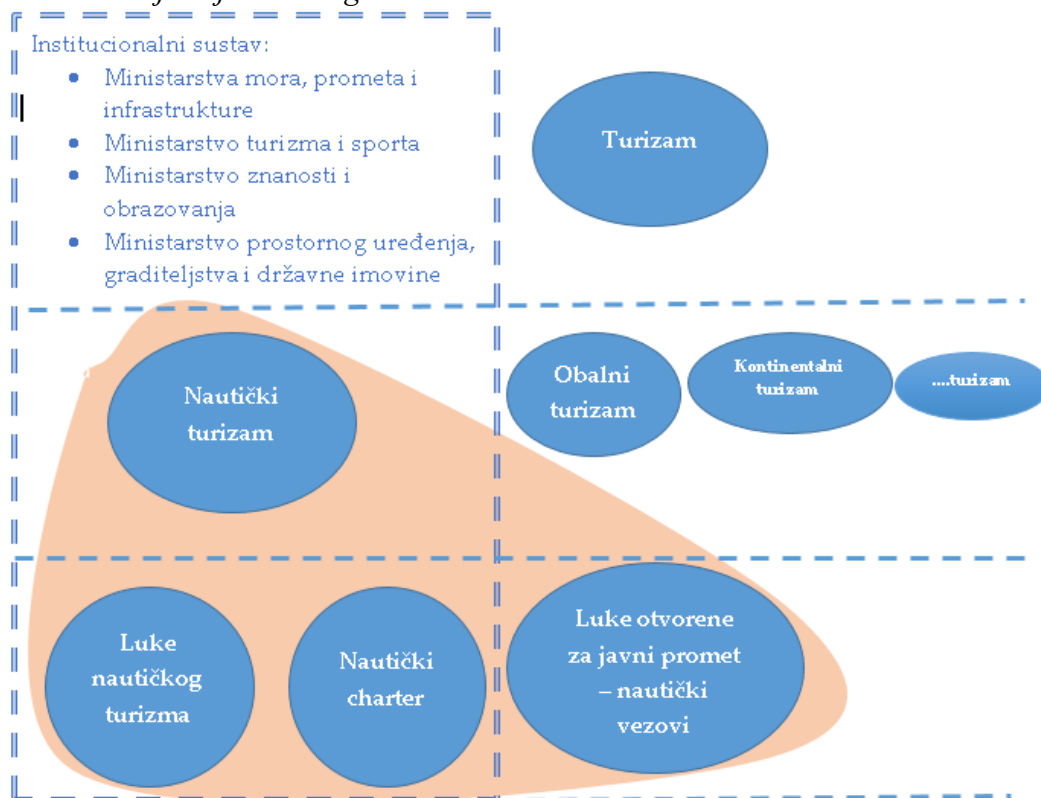 Institucionalni sustav:
• Ministarstva mora, prometa i
infrastrukture
• Ministarstvo turizma i sporta
• Ministarstvo znanosti i
obrazovanja
• Ministarstvo prostornog uređenja,
graditeljstva i državne imovine
Turizam
Nautički
turizam
Obalni
turizam
Kontinentalni
turizam
....turizam
Luke
nautičkog
turizma
Nautički
charter
Luke otvorene
za javni promet
– nautički
vezovi